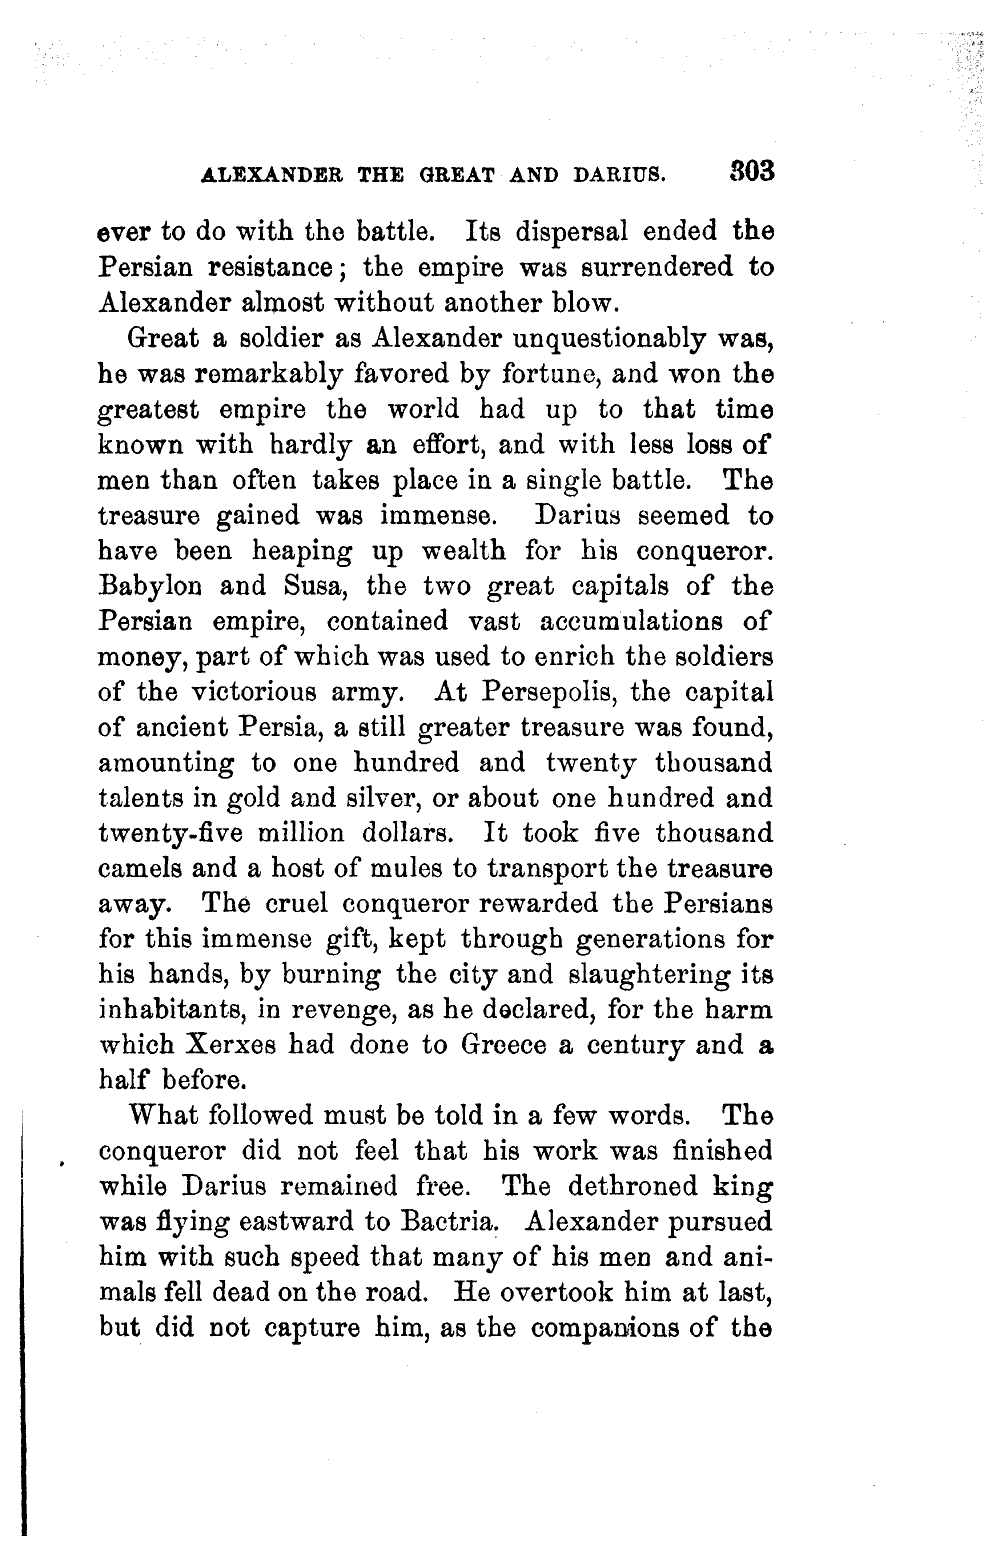 ALEXANDER THE GREAT AND DARIUS. 303
ever to do with the battle. Its dispersal ended the
Persian resistance; the empire was surrendered to
Alexander almost without another blow.
Great a soldier as Alexander unquestionably was,
he was remarkably favored by fortune, and won the
greatest empire the world had up to that time
known with hardly an effort, and with less loss of
men than often takes place in a single battle. The
treasure gained was immense. Darius seemed to
have been heaping up wealth for his conqueror.
Babylon and Susa, the two great capitals of the
Persian empire, contained vast accumulations of
money, part of which was used to enrich the soldiers
of the victorious army. At Persepolis, the capital
of ancient Persia, a still greater treasure was found,
amounting to one hundred and twenty thousand
talents in gold and silver, or about one hundred and
twenty-five million dollars. It took five thousand
camels and a host of mules to transport the treasure
away. The cruel conqueror rewarded the Persians
for this immense gift, kept through generations for
his hands, by burning the city and slaughtering its
inhabitants, in revenge, as he declared, for the harm
which Xerxes had done to Greece a century and a
half before.
What followed must be told in a few words. The
conqueror did not feel that his work was finished
while Darius remained free. The dethroned king
was flying eastward to Bactria. Alexander pursued
him with such speed that many of his men and ani-
mals fell dead on the road. He overtook him at last,
but did not capture him, as the companions of the